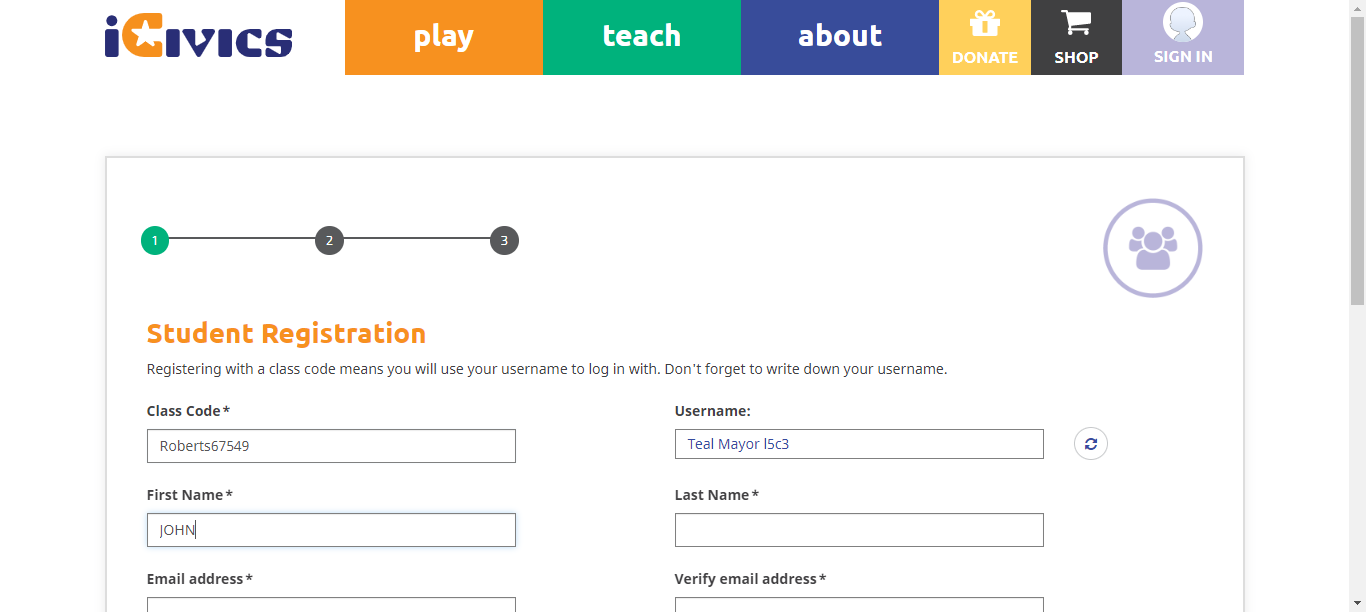 iCivics
play
teach
about
DONATE
SHOP
SIGN IN
1
2
3
Student Registration
Registering with a class code means you will use your username to log in with. Don't forget to write down your username.
Class Code*
Username:
Roberts67549
Teal Mayor l5c3
First Name*
Last Name*
JOHN
Email address*
Verify email address*